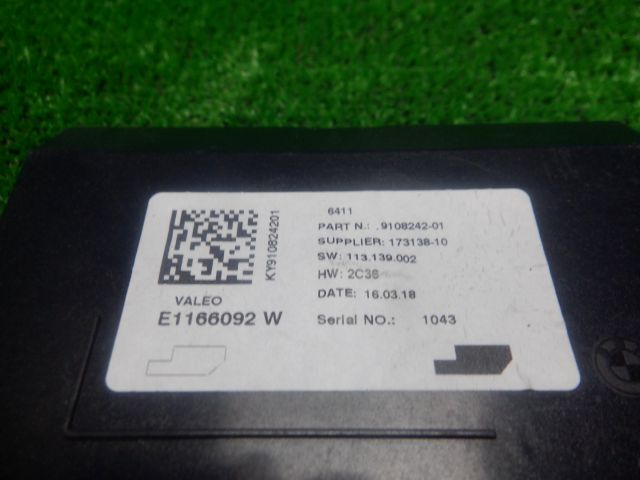 6411
PART N.: .9108242-01
SUPPLIER: 173138-10
SW: 113.139.002
HW: 2C36
DATE: 16.03.18
Serial NO.: 1043
KY910824201
VALEO
E1166092 W